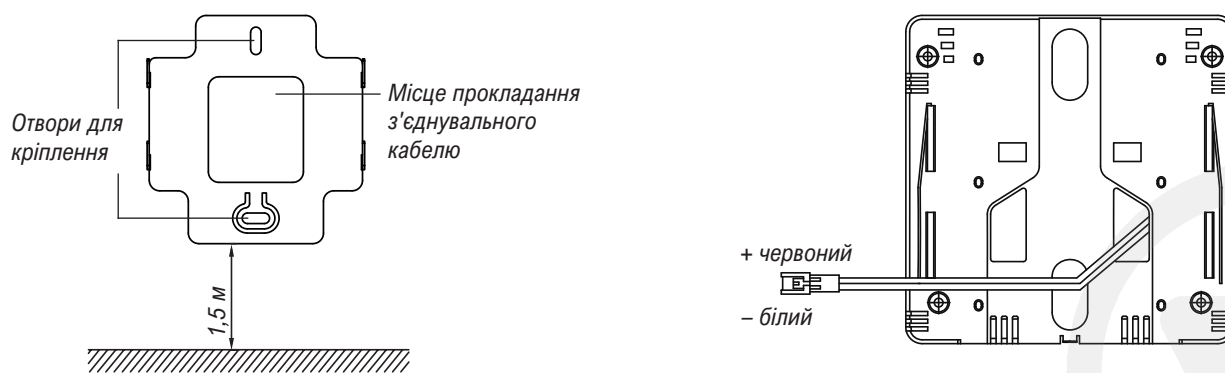 Отвори для
кріплення
Місце прокладання
з'єднувального
кабелю
1,5 м
+ червоний
– білий